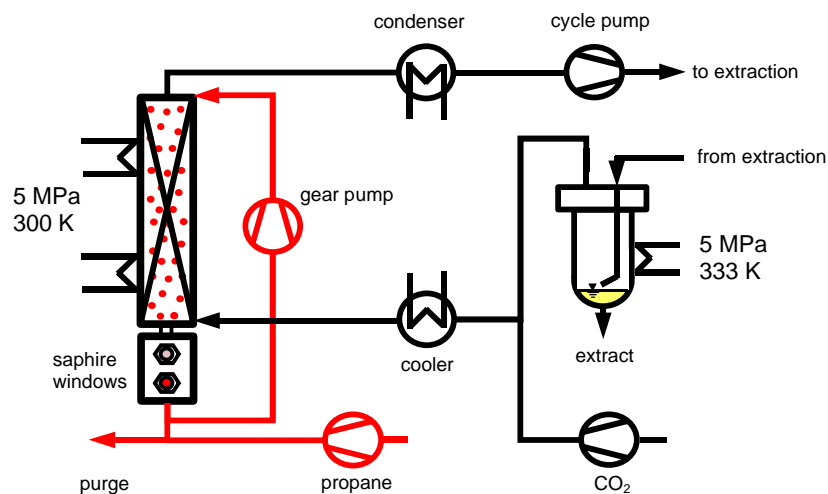 condenser
cycle pump
to extraction
from extraction
gear pump
5 MPa
300 K
5 MPa
333 K
saphire
windows
cooler
extract
purge
propane
CO₂